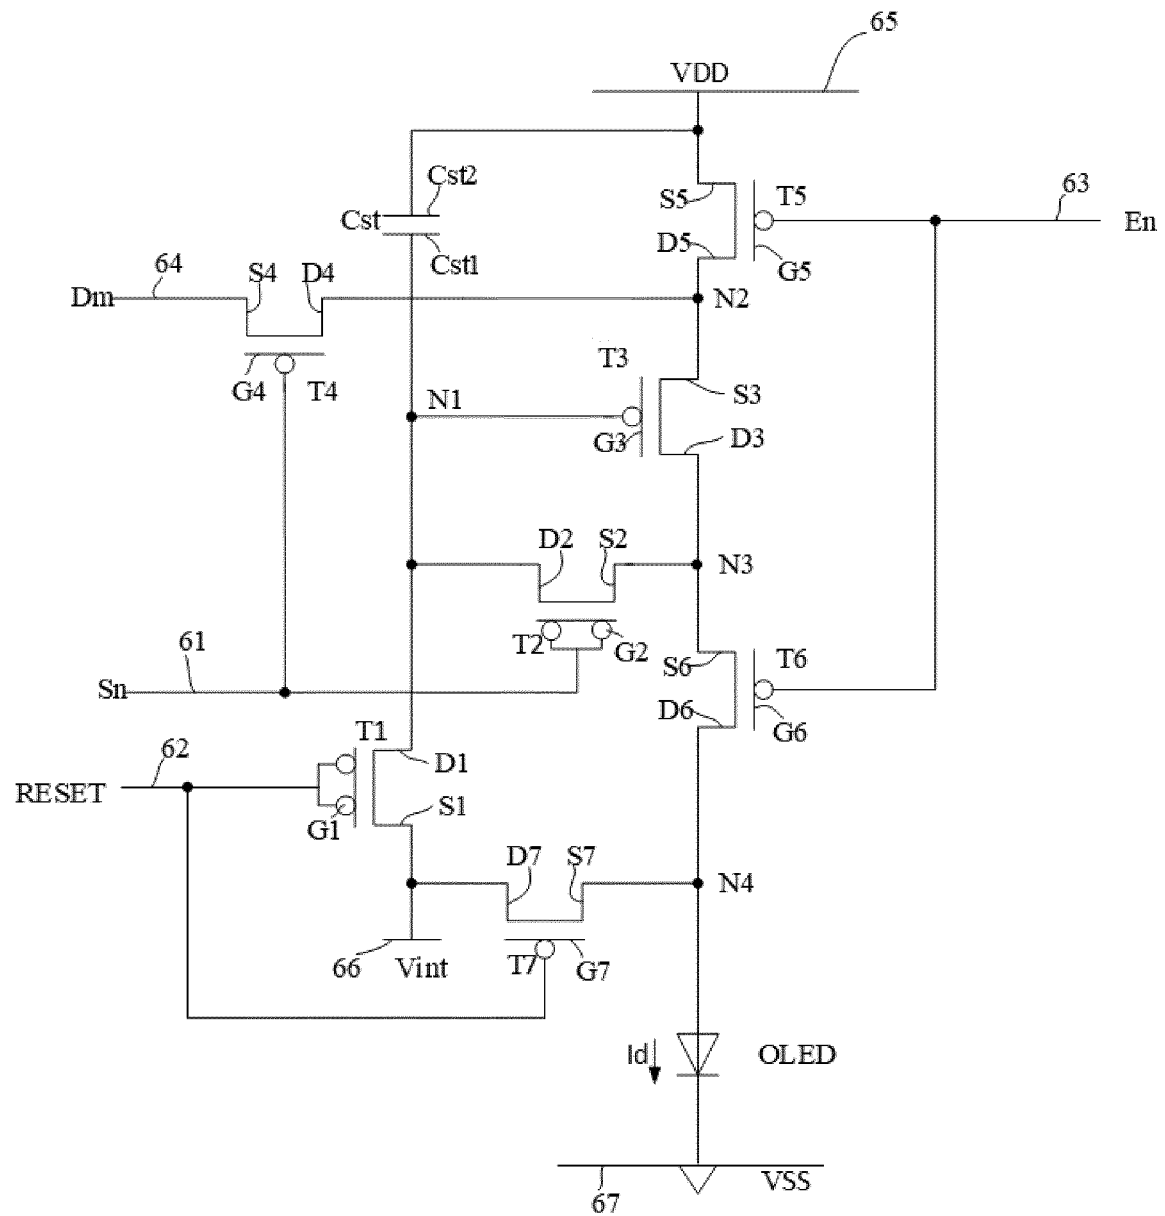 65
VDD
Cst2
S5
T5
63
Cst
En
D5
Cst1
G5
64
S4
D4
Dm
N2
T3
G4
T4
N1
S3
G3
D3
D2
S2
N3
61
T2
G2
S6
T6
Sn
D6
G6
62
T1
D1
RESET
S1
G1
D7
S7
N4
66
Vint
T7
G7
Id
OLED
67
VSS